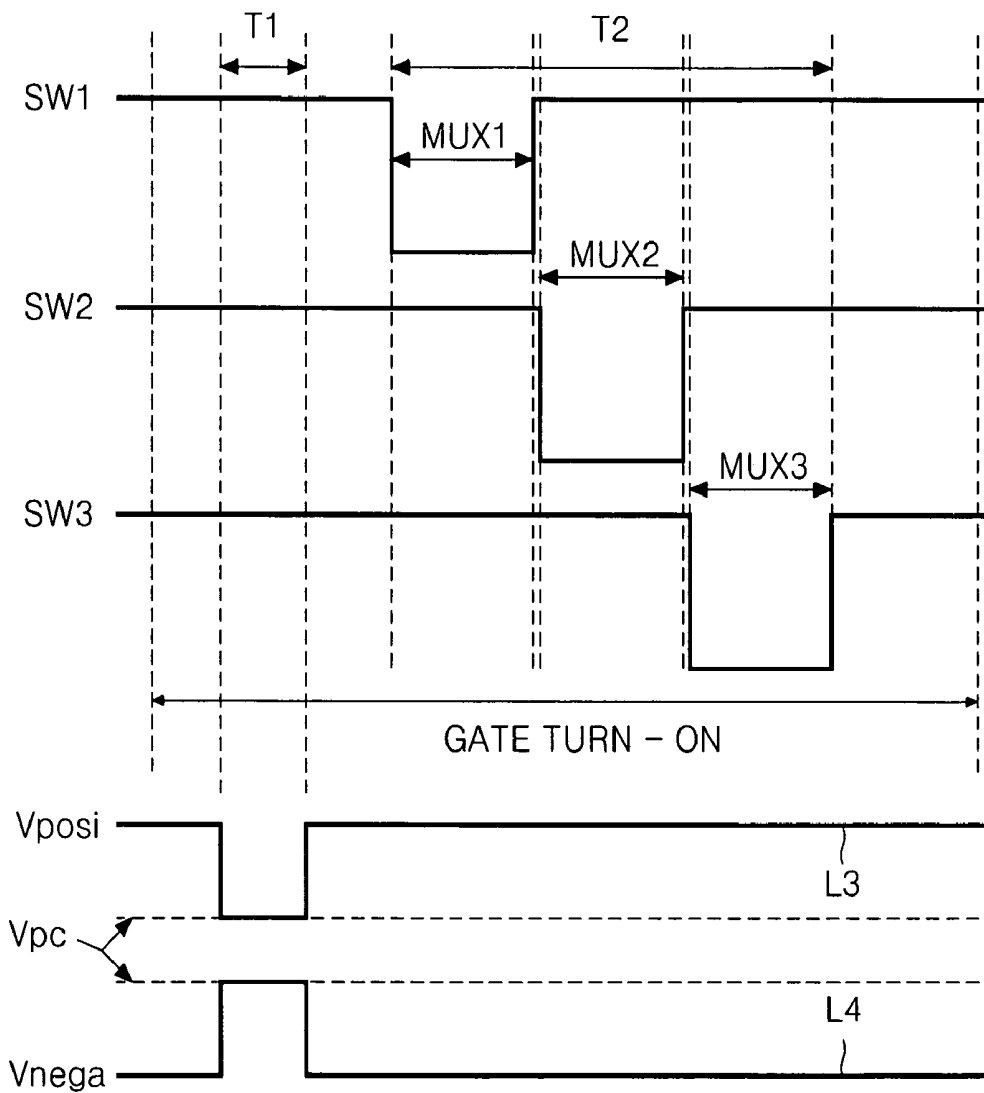 T1
T2
SW1
MUX1
MUX2
SW2
MUX3
SW3
GATE TURN – ON
Vposi
L3
Vpc
L4
Vnega